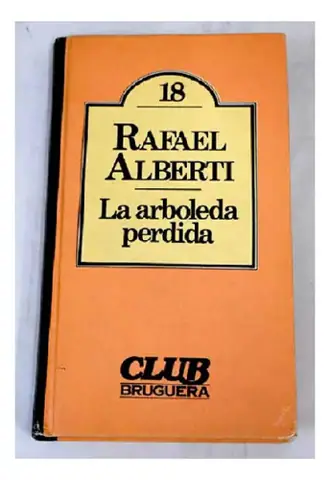 18
RAFAEL
ALBERTI
La arboleda
perdida
CLUB
BRUGUERA